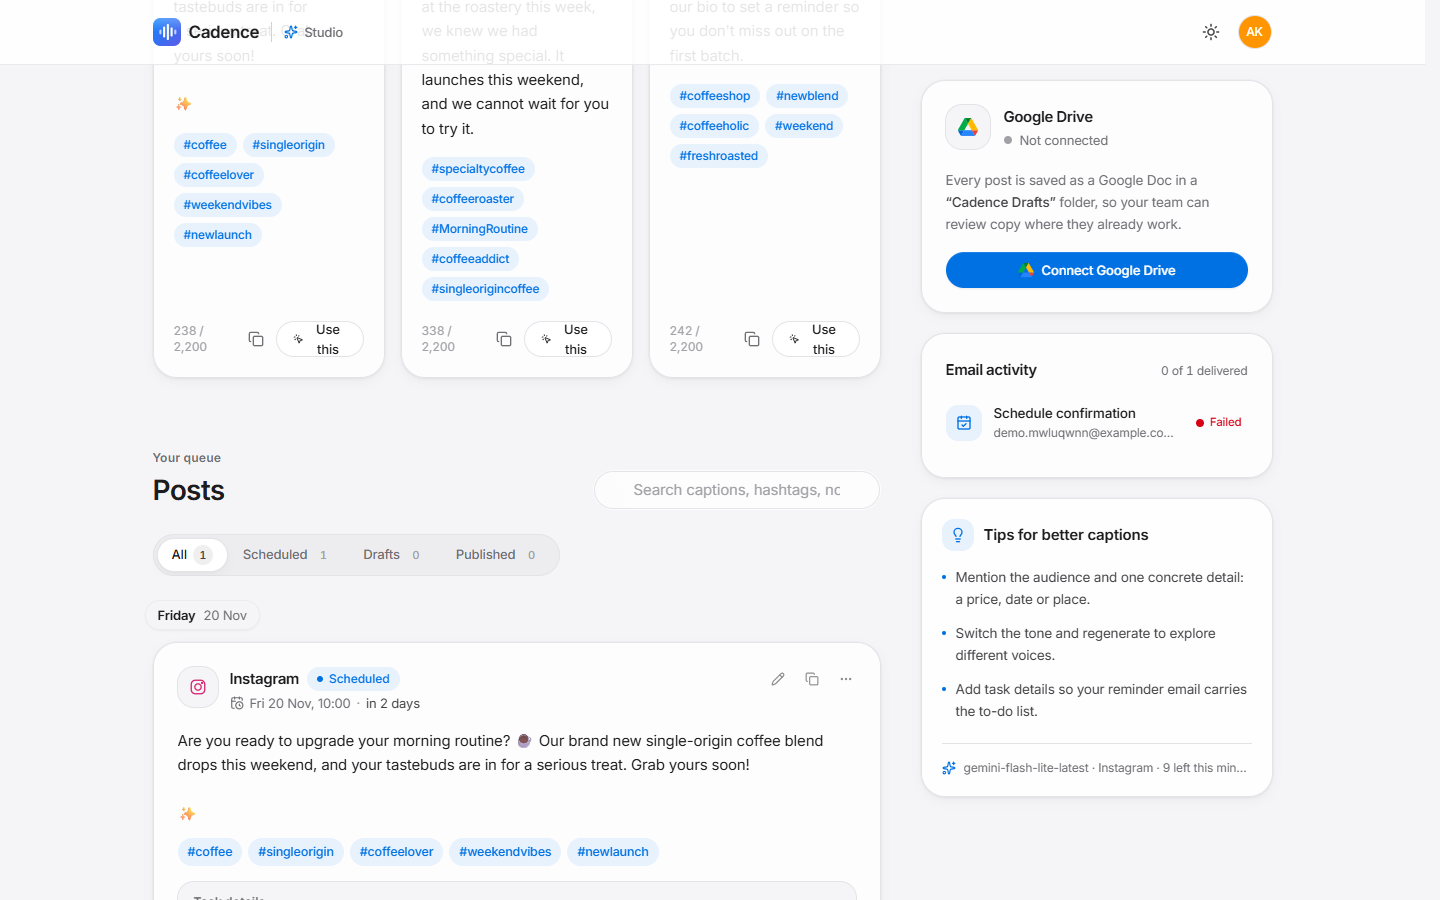 Cadence
Studio
AK
tastebuds are in for
yours soon!
at the roastery this week,
we knew we had
something special. It
launches this weekend,
and we cannot wait for you
to try it.
our bio to set a reminder so
you don't miss out on the
first batch.
✨
#coffee #singleorigin
#coffeelover
#weekendvibes
#newlaunch
#specialtycoffee
#coffeeroaster
#MorningRoutine
#coffeeaddict
#singleorigincoffee
#coffeeshop #newblend
#coffeeholic #weekend
#freshroasted
238 /
2,200
Use
this
338 /
2,200
Use
this
242 /
2,200
Use
this
Your queue
Posts
Search captions, hashtags, nc
All 1 Scheduled 1 Drafts 0 Published 0
Friday 20 Nov
Instagram Scheduled
Fri 20 Nov, 10:00 · in 2 days
Are you ready to upgrade your morning routine? Our brand new single-origin coffee blend
drops this weekend, and your tastebuds are in for a serious treat. Grab yours soon!
✨
#coffee #singleorigin #coffeelover #weekendvibes #newlaunch
Task details
Google Drive
Not connected
Every post is saved as a Google Doc in a
“Cadence Drafts” folder, so your team can
review copy where they already work.
Connect Google Drive
Email activity
0 of 1 delivered
Schedule confirmation
demo.mwluqwnn@example.co...
Failed
Tips for better captions
• Mention the audience and one concrete detail:
a price, date or place.
• Switch the tone and regenerate to explore
different voices.
• Add task details so your reminder email carries
the to-do list.
gemini-flash-lite-latest · Instagram · 9 left this min...